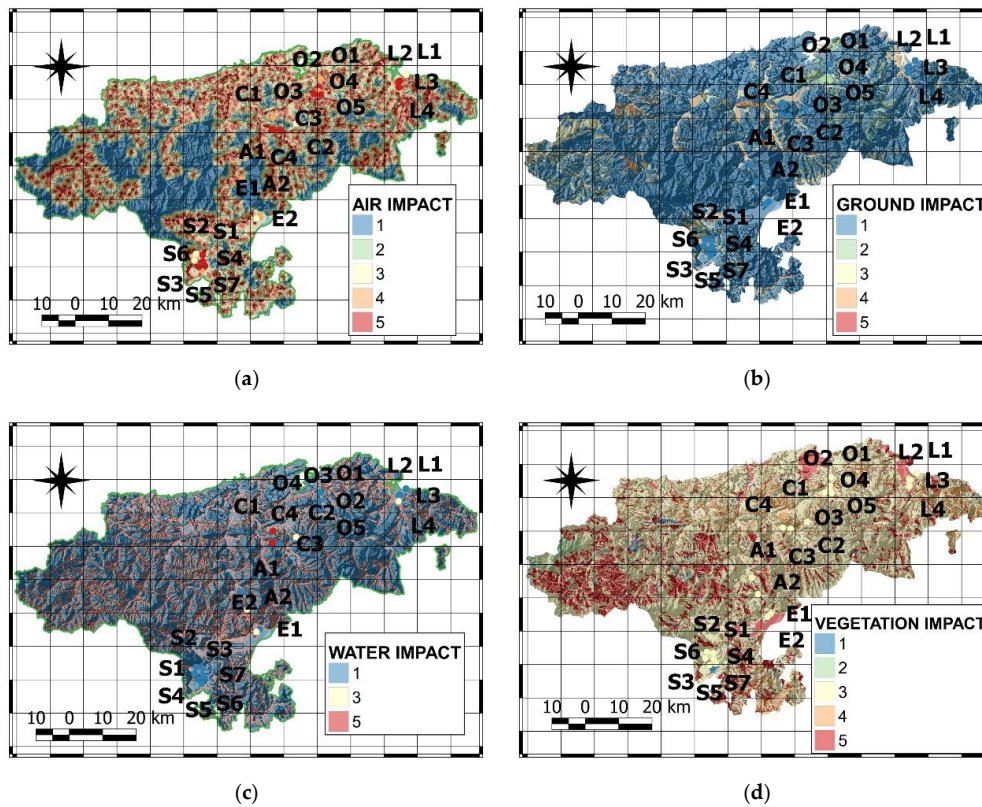 O2 O1 L2 L1
C1 O3 O4 L3
C3 O5 L4
A1 C4 C2
E1 A2
S2 S1 E2
S6 S4
S3 S5 S7
AIR IMPACT
1
2
3
4
5
10 0 10 20 km
(a)
O2 O1 L2 L1
C1 O4 L3
C4 O3 O5 L4
A1 C3 C2
A2
S2 S1 E1
S6 S4 E2
S3 S5 S7
GROUND IMPACT
1
2
3
4
5
10 0 10 20 km
(b)
O4 O3 O1 L2 L1
C1 C4 C2 O2 L3
C3 O5 L4
A1
E2 A2
S2 S3 E1
S1 S7
S4 S5 S6
WATER IMPACT
1
3
5
10 0 10 20 km
(c)
O2 O1 L2 L1
C4 C1 O4 L3
O3 O5 L4
A1 C3 C2
A2
S2 S1 E1
S6 S4 E2
S3 S5 S7
VEGETATION IMPACT
1
2
3
4
5
10 0 10 20 km
(d)